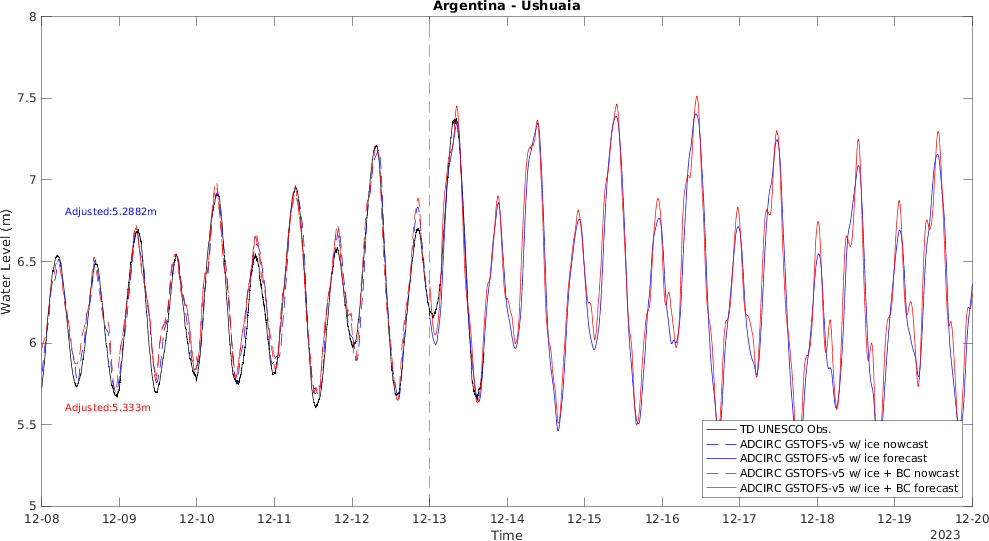 Argentina - Ushuaia
8
7.5
7
6.5
6
5.5
5
Water Level (m)
Adjusted:5.2882m
Adjusted:5.333m
TD UNESCO Obs.
ADCIRC GSTOFS-v5 w/ ice nowcast
ADCIRC GSTOFS-v5 w/ ice forecast
ADCIRC GSTOFS-v5 w/ ice + BC nowcast
ADCIRC GSTOFS-v5 w/ ice + BC forecast
12-08 12-09 12-10 12-11 12-12 12-13 12-14 12-15 12-16 12-17 12-18 12-19 12-20
Time
2023